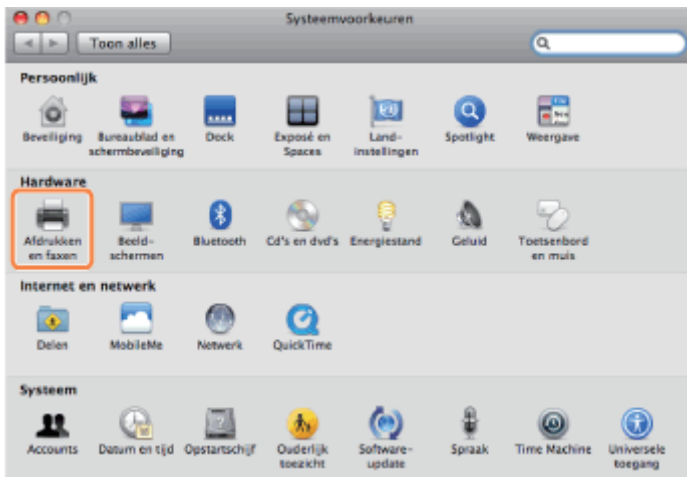 Systeemvoorkeuren
Toon alles
Persoonlijk
Beveiliging
Bureaublad en
schermbeveiliging
Dock
Exposé en
Spaces
Land-
instellingen
Spotlight
Weergave
Hardware
Afdrukken
en faxen
Beeld-
schermen
Bluetooth
Cd's en dvd's
Energiestand
Geluid
Toetsenbord
en muis
Internet en netwerk
Delen
MobileMe
Netwerk
QuickTime
Systeem
Accounts
Datum en tijd
Opstartschijf
Ouderlijk
toezicht
Software-
update
Spraak
Time Machine
Universele
toegang